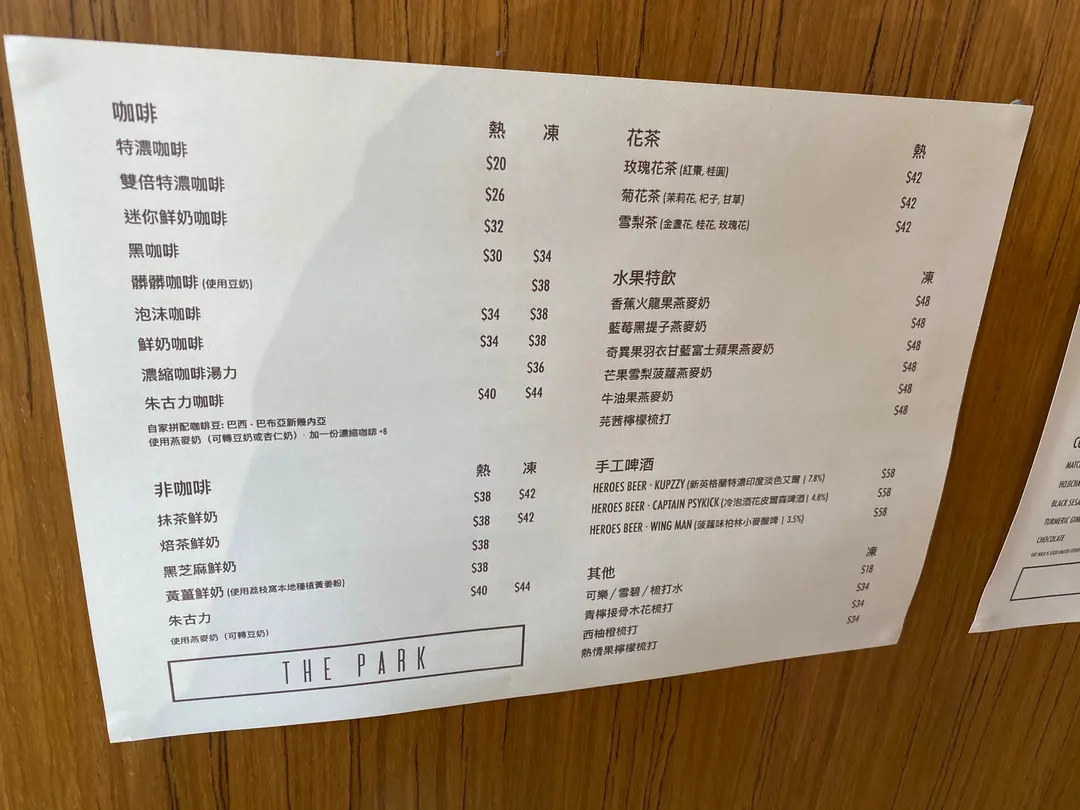 咖啡 熱 凍
特濃咖啡 $20
雙倍特濃咖啡 $26
迷你鮮奶咖啡 $32
黑咖啡 $30 $34
髒髒咖啡 (使用豆奶) $38
泡沫咖啡 $34 $38
鮮奶咖啡 $34 $38
濃縮咖啡湯力 $36
朱古力咖啡 $40 $44
自家拼配咖啡豆: 巴西 · 巴布亞新幾內亞
使用燕麥奶 (可轉豆奶或杏仁奶) · 加一份濃縮咖啡 +8
非咖啡 熱 凍
抹茶鮮奶 $38 $42
焙茶鮮奶 $38 $42
黑芝麻鮮奶 $38
黃薑鮮奶 (使用荔枝窩本地種植黃姜粉) $38
朱古力 $40 $44
使用燕麥奶 (可轉豆奶)
THE PARK
花茶 熱
玫瑰花茶 (紅棗, 桂圓) $42
菊花茶 (茉莉花, 杞子, 甘草) $42
雪梨茶 (金盞花, 桂花, 玫瑰花) $42
水果特飲 凍
香蕉火龍果燕麥奶 $48
藍莓黑提子燕麥奶 $48
奇異果羽衣甘藍富士蘋果燕麥奶 $48
芒果雪梨菠蘿燕麥奶 $48
牛油果燕麥奶 $48
芫茜檸檬梳打 $48
手工啤酒
HEROES BEER · KUPZZY (新英格蘭特濃印度淡色艾爾 | 7.8%) $58
HEROES BEER · CAPTAIN PSYKICK (冷泡酒花皮爾森啤酒 | 4.8%) $58
HEROES BEER · WING MAN (菠蘿味柏林小麥酸啤 | 3.5%) $58
其他 凍
可樂 / 雪碧 / 梳打水 $18
青檸接骨木花梳打 $34
西柚橙梳打 $34
熱情果檸檬梳打 $34
BLACK SESA
TURMERIC GING
CHOCOLATE